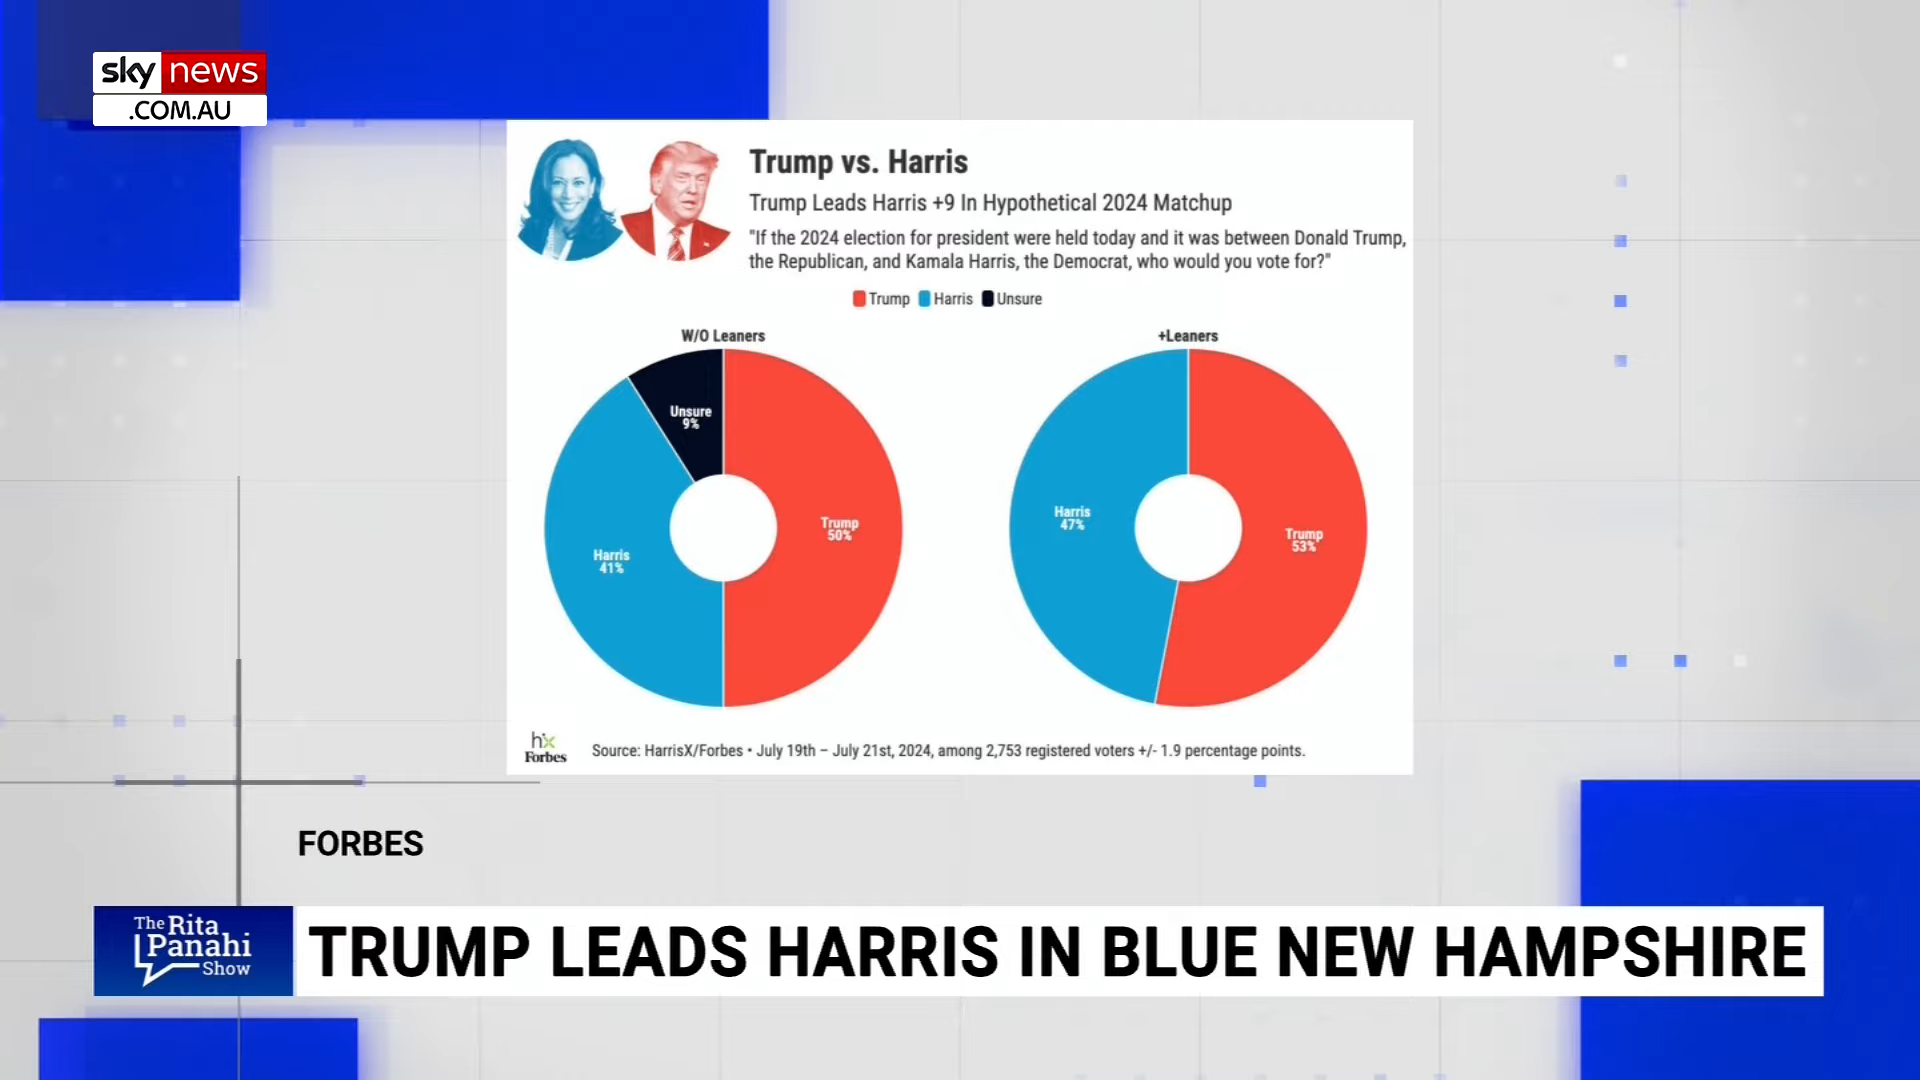 sky news
.COM.AU
Trump vs. Harris
Trump Leads Harris +9 In Hypothetical 2024 Matchup
"If the 2024 election for president were held today and it was between Donald Trump,
the Republican, and Kamala Harris, the Democrat, who would you vote for?"
Trump Harris Unsure
W/O Leaners
Unsure
9%
Trump
50%
Harris
41%
+Leaners
Harris
47%
Trump
53%
hx
Forbes
Source: HarrisX/Forbes • July 19th – July 21st, 2024, among 2,753 registered voters +/- 1.9 percentage points.
FORBES
The Rita
Panahi
Show
TRUMP LEADS HARRIS IN BLUE NEW HAMPSHIRE